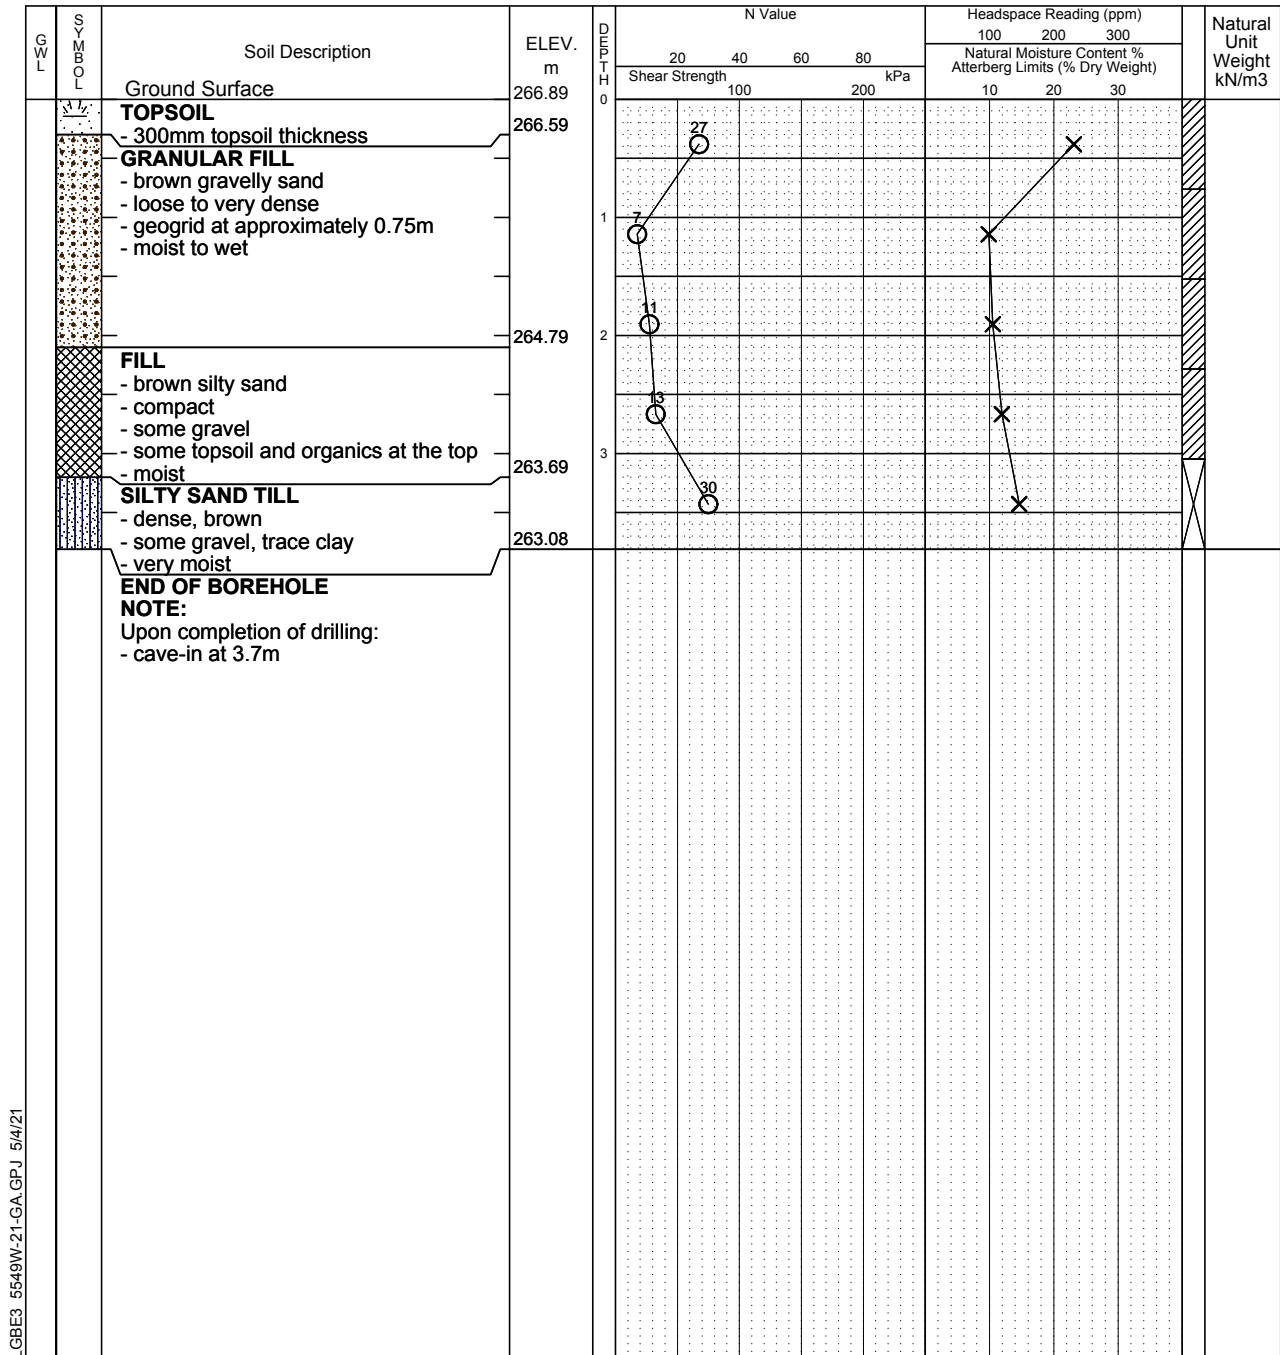 GWL
SYMBOL
Soil Description
Ground Surface
ELEV.
m
DEPTH
N Value
20 40 60 80
Shear Strength kPa
100 200
Headspace Reading (ppm)
100 200 300
Natural Moisture Content %
Atterberg Limits (% Dry Weight)
10 20 30
Natural
Unit
Weight
kN/m3
266.89
0
TOPSOIL
266.59
- 300mm topsoil thickness
27
GRANULAR FILL
- brown gravelly sand
- loose to very dense
- geogrid at approximately 0.75m
- moist to wet
1
7
11
264.79
2
FILL
- brown silty sand
- compact
- some gravel
- some topsoil and organics at the top
- moist
13
3
263.69
SILTY SAND TILL
30
- dense, brown
- some gravel, trace clay
- very moist
263.08
END OF BOREHOLE
NOTE:
Upon completion of drilling:
- cave-in at 3.7m
LGBE3 5549W-21-GA.GPJ 5/4/21